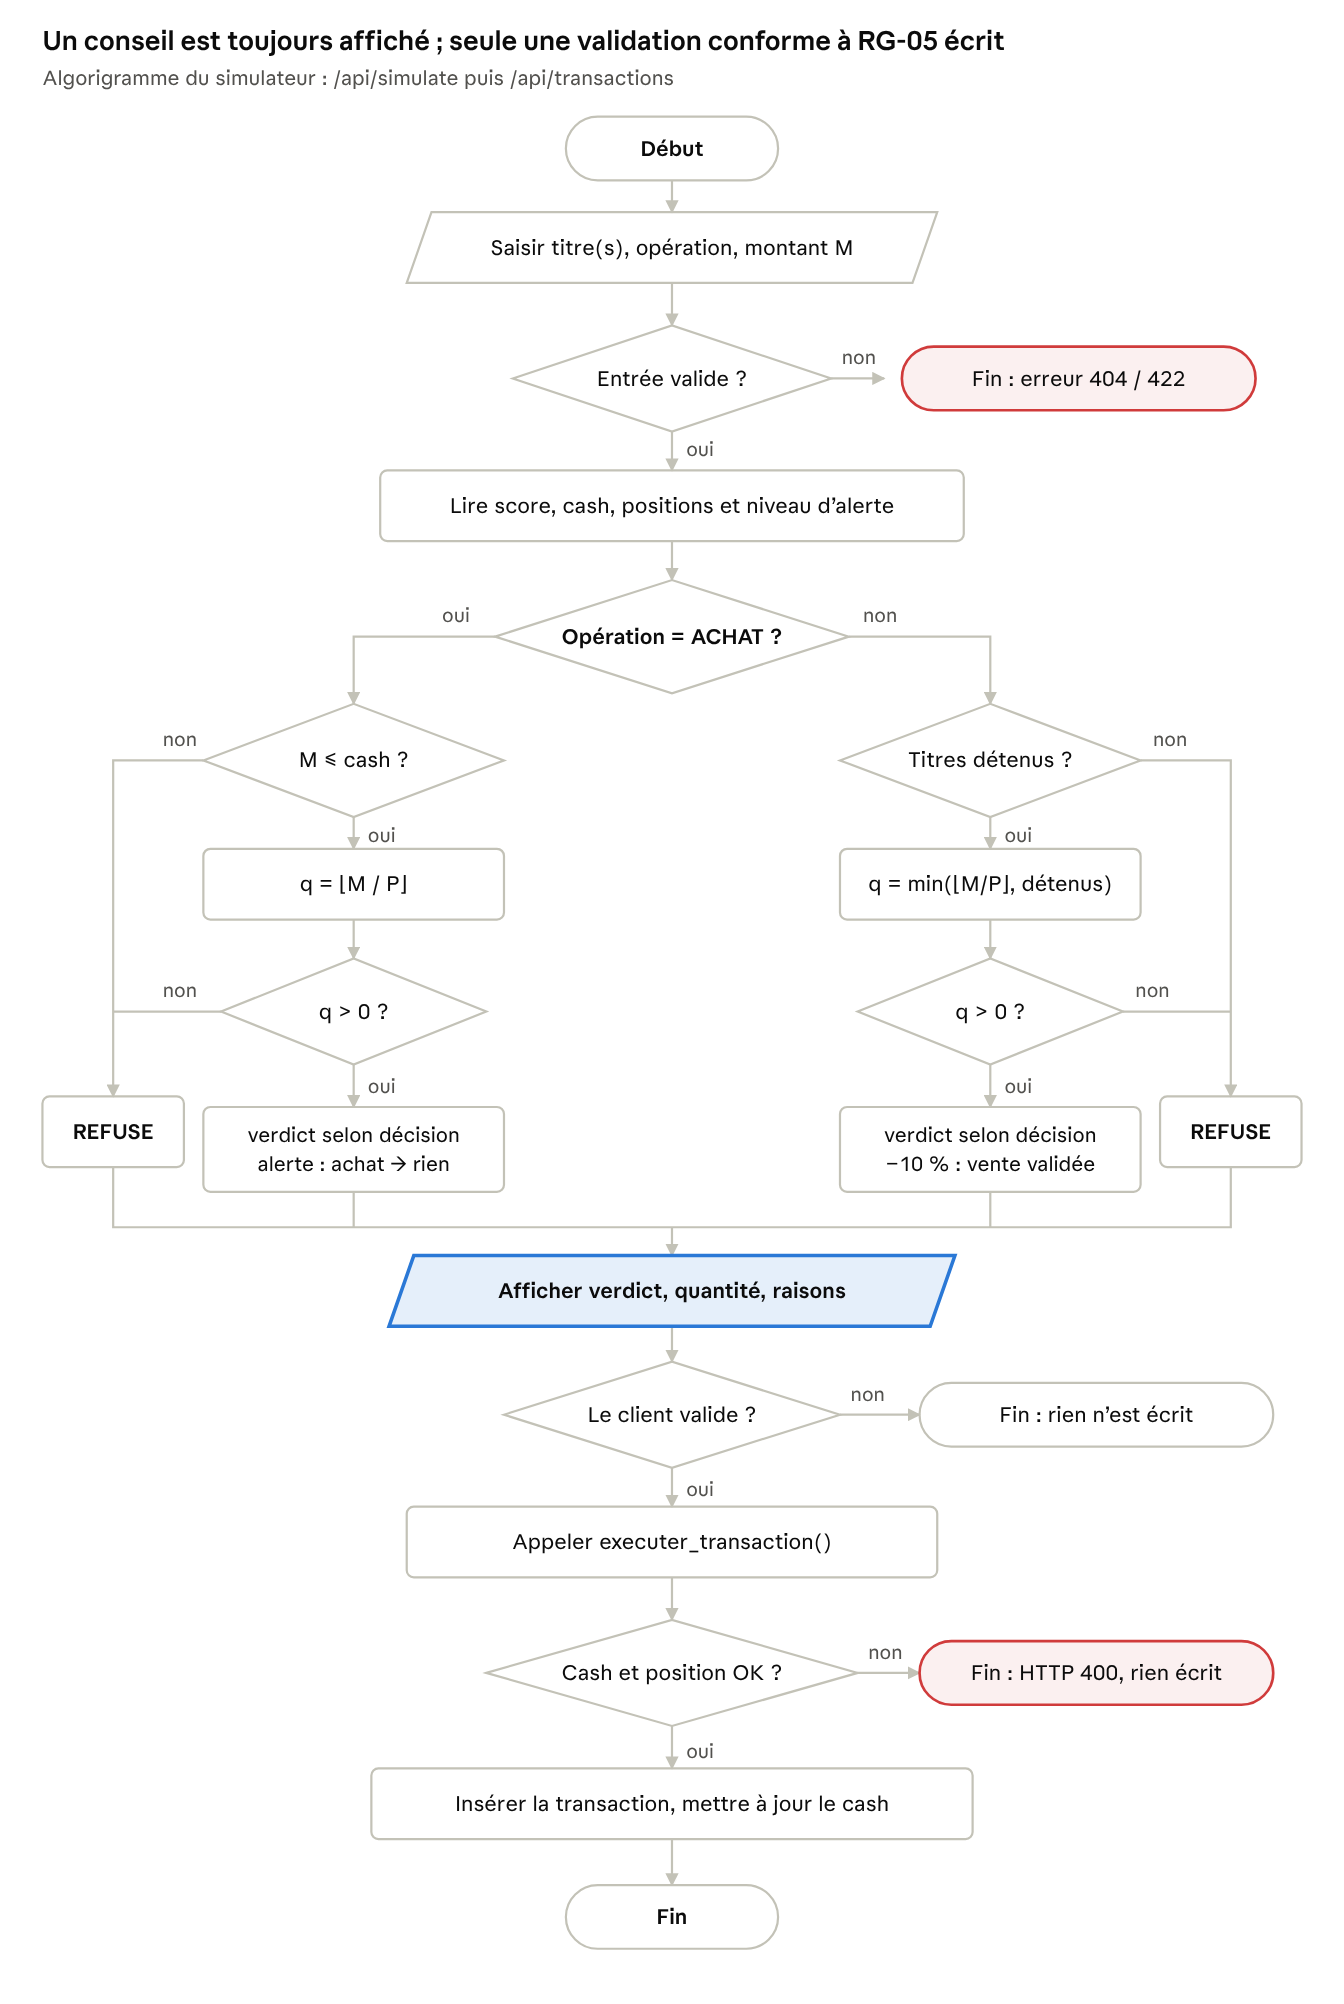 Un conseil est toujours affiché ; seule une validation conforme à RG-05 écrit
Algorigramme du simulateur : /api/simulate puis /api/transactions
Début
Saisir titre(s), opération, montant M
Entrée valide ?
non
Fin : erreur 404 / 422
oui
Lire score, cash, positions et niveau d’alerte
oui
Opération = ACHAT ?
non
non
M ≤ cash ?
Titres détenus ?
non
oui
oui
q = ⌊M / P⌋
q = min(⌊M/P⌋, détenus)
non
q > 0 ?
q > 0 ?
non
oui
oui
REFUSE
verdict selon décision
alerte : achat → rien
verdict selon décision
−10 % : vente validée
REFUSE
Afficher verdict, quantité, raisons
Le client valide ?
non
Fin : rien n’est écrit
oui
Appeler executer_transaction()
Cash et position OK ?
non
Fin : HTTP 400, rien écrit
oui
Insérer la transaction, mettre à jour le cash
Fin